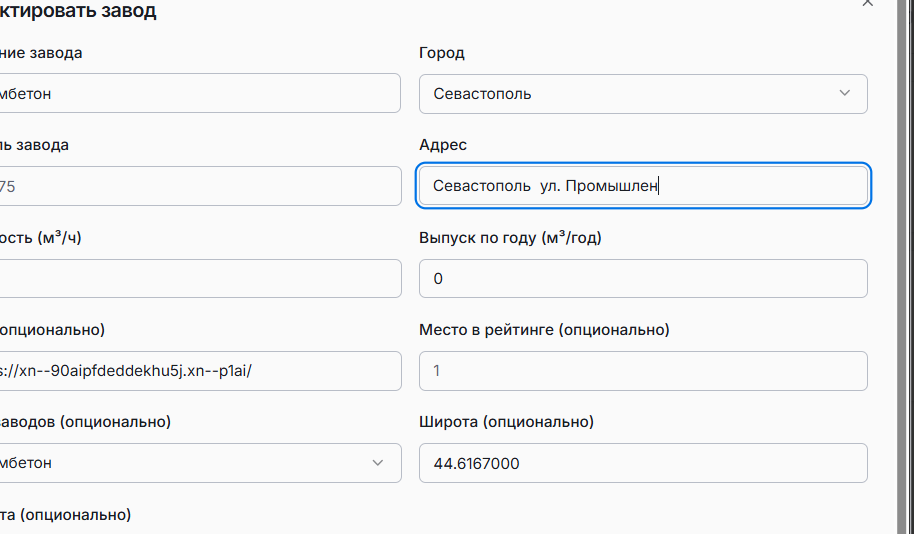 ктировать завод
ние завода
Город
мбетон
Севастополь
ль завода
Адрес
75
Севастополь  ул. Промышлен
ость (м³/ч)
Выпуск по году (м³/год)
0
опционально)
Место в рейтинге (опционально)
s://xn--90aipfdeddekhu5j.xn--p1ai/
1
заводов (опционально)
Широта (опционально)
мбетон
44.6167000
та (опционально)